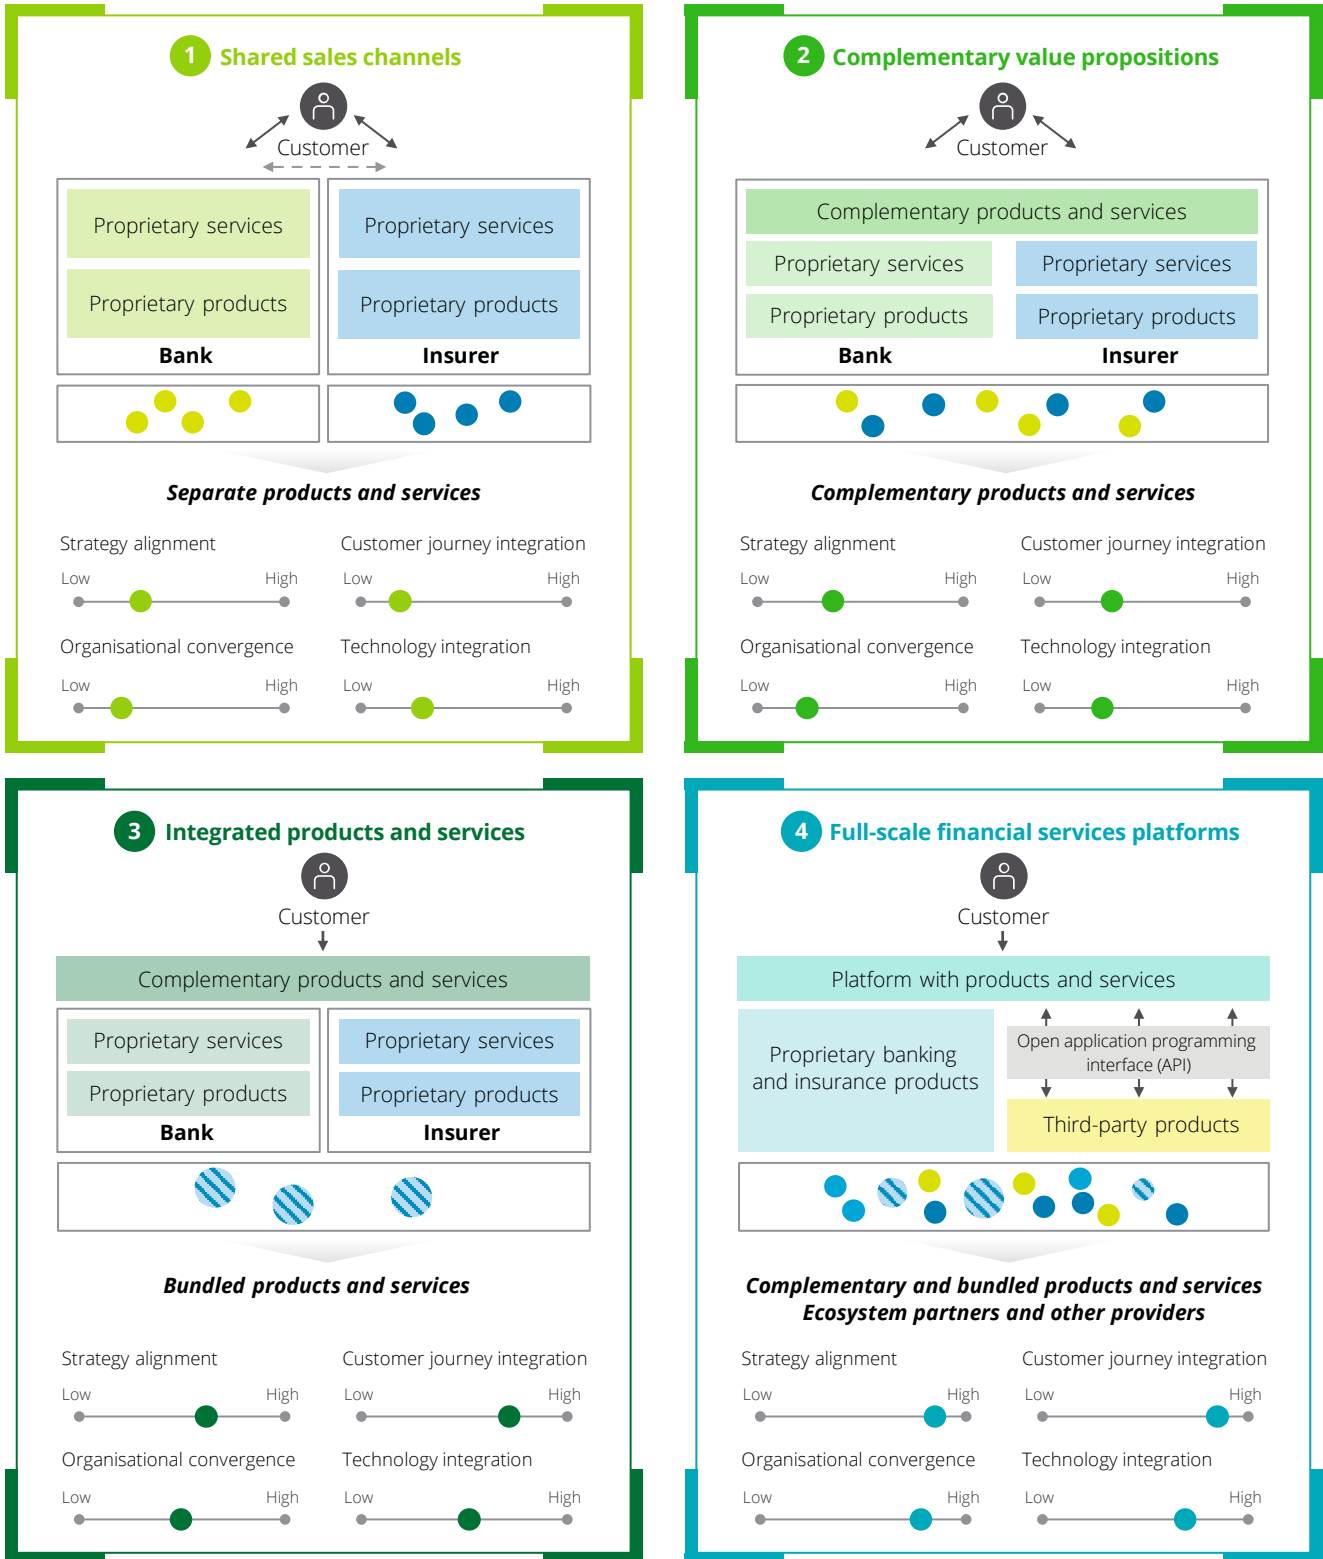 1 Shared sales channels
Customer
Proprietary services
Proprietary services
Proprietary products
Proprietary products
Bank
Insurer
Separate products and services
Strategy alignment
Customer journey integration
Low
High
Low
High
Organisational convergence
Technology integration
Low
High
Low
High
2 Complementary value propositions
Customer
Complementary products and services
Proprietary services
Proprietary services
Proprietary products
Proprietary products
Bank
Insurer
Complementary products and services
Strategy alignment
Customer journey integration
Low
High
Low
High
Organisational convergence
Technology integration
Low
High
Low
High
3 Integrated products and services
Customer
Complementary products and services
Proprietary services
Proprietary services
Proprietary products
Proprietary products
Bank
Insurer
Bundled products and services
Strategy alignment
Customer journey integration
Low
High
Low
High
Organisational convergence
Technology integration
Low
High
Low
High
4 Full-scale financial services platforms
Customer
Platform with products and services
Proprietary banking
and insurance products
Open application programming
interface (API)
Third-party products
Complementary and bundled products and services
Ecosystem partners and other providers
Strategy alignment
Customer journey integration
Low
High
Low
High
Organisational convergence
Technology integration
Low
High
Low
High